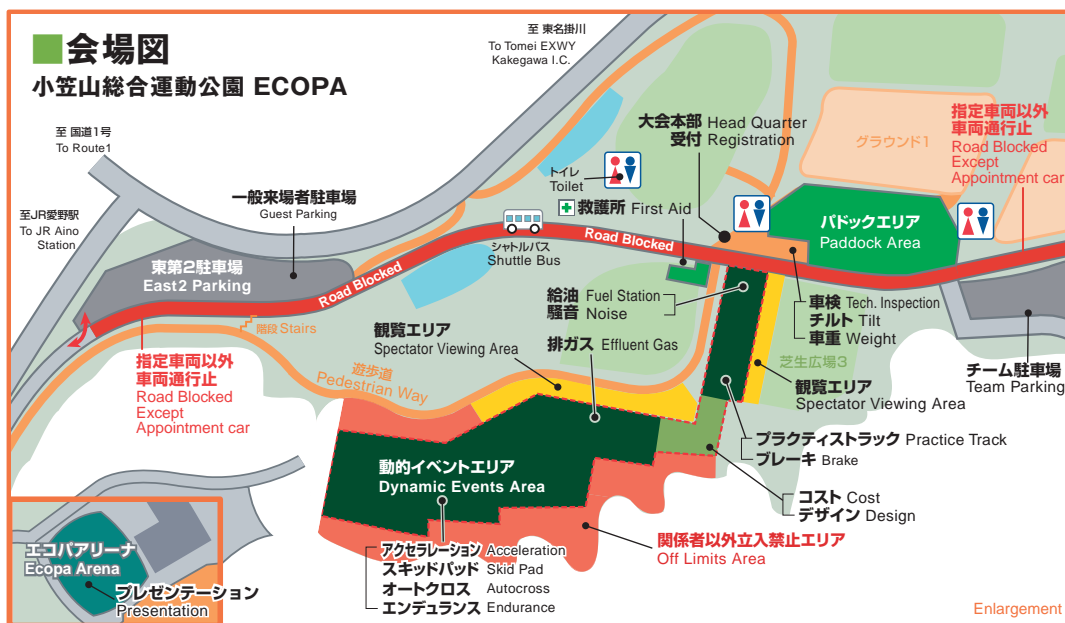 会場図
小笠山総合運動公園 ECOPA
至 東名掛川
To Tomei EXWY
Kakegawa I.C.
至 国道1号
To Route1
至JR愛野駅
To JR Aino
Station
一般来場者駐車場
Guest Parking
東第2駐車場
East2 Parking
Road Blocked
シャトルバス
Shuttle Bus
Road Blocked
トイレ
Toilet
救護所 First Aid
大会本部 Head Quarter
受付 Registration
グラウンド1
指定車両以外
車両通行止
Road Blocked
Except
Appointment car
パドックエリア
Paddock Area
階段 Stairs
指定車両以外
車両通行止
Road Blocked
Except
Appointment car
遊歩道
Pedestrian Way
観覧エリア
Spectator Viewing Area
給油 Fuel Station
騒音 Noise
排ガス Effluent Gas
車検 Tech. Inspection
チルト Tilt
車重 Weight
芝生広場3
観覧エリア
Spectator Viewing Area
チーム駐車場
Team Parking
プラクティストラック Practice Track
ブレーキ Brake
コスト Cost
デザイン Design
動的イベントエリア
Dynamic Events Area
関係者以外立入禁止エリア
Off Limits Area
アクセラレーション Acceleration
スキッドパッド Skid Pad
オートクロス Autocross
エンデュランス Endurance
エコパアリーナ
Ecopa Arena
プレゼンテーション
Presentation
Enlargement